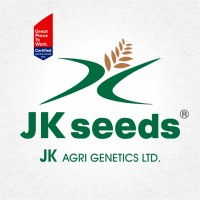 Great
Place
To
Work.
Certified
JK seeds®
JK AGRI GENETICS LTD.